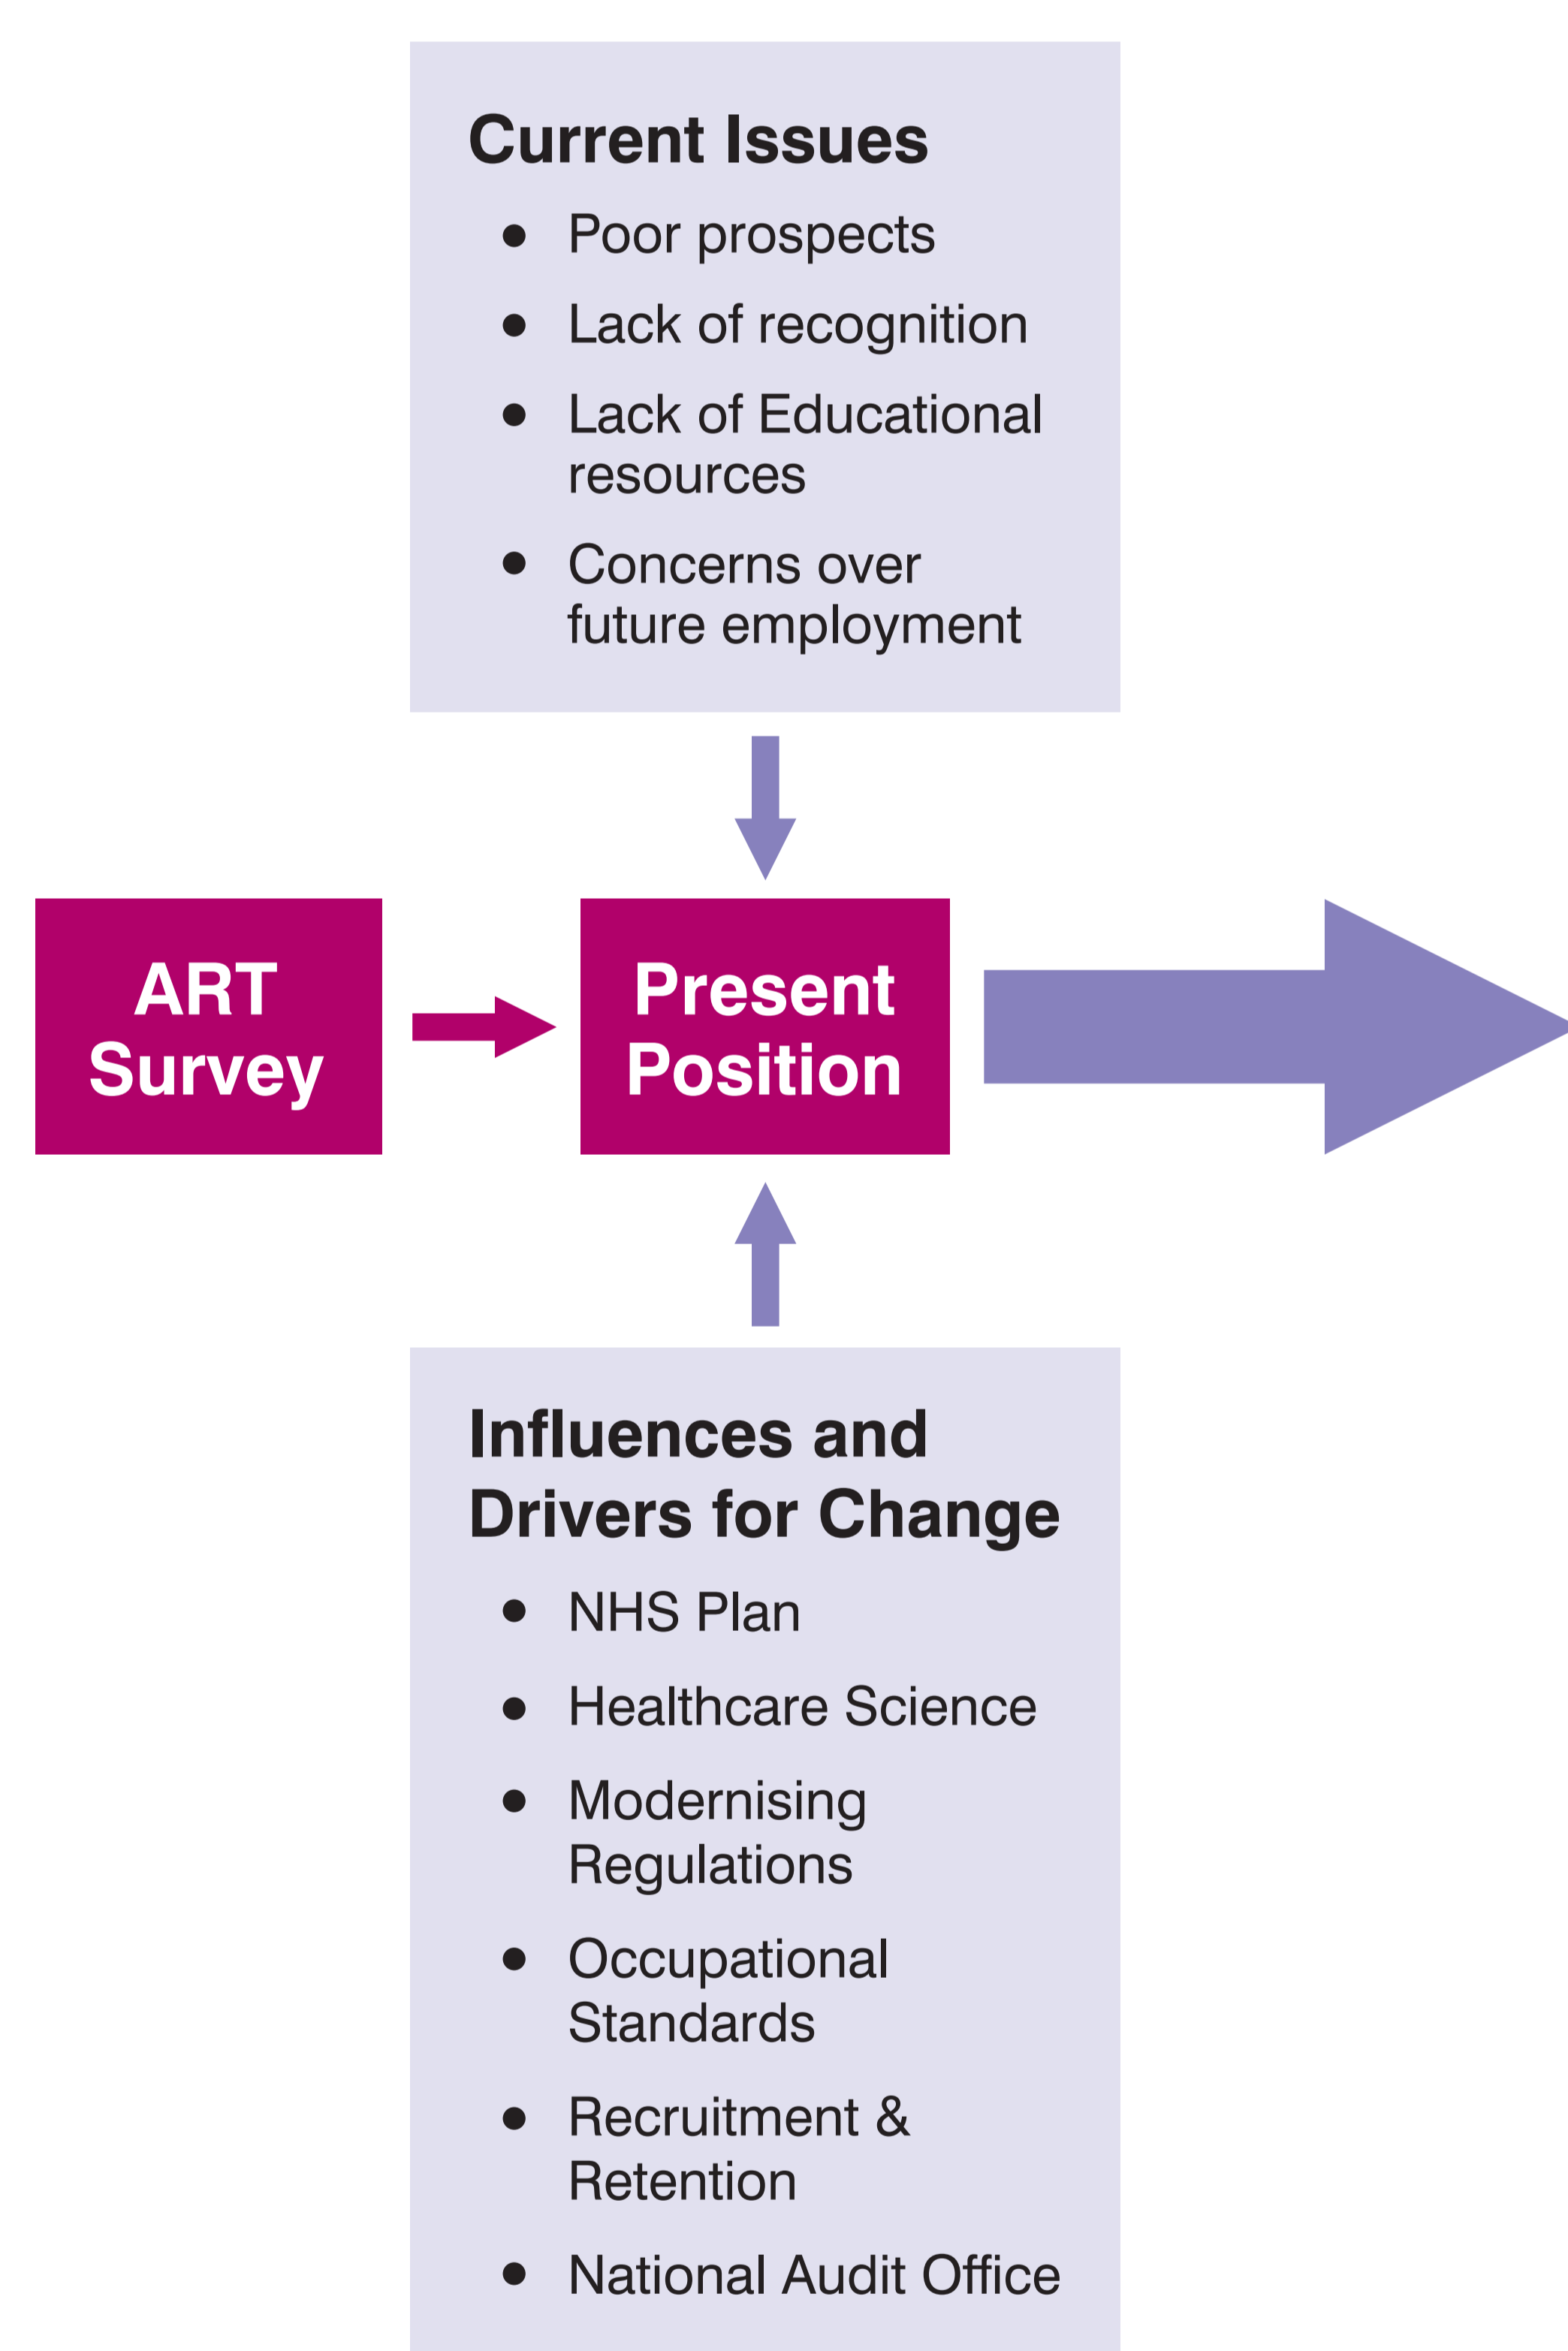 Current Issues
● Poor prospects
● Lack of recognition
● Lack of Educational
resources
● Concerns over
future employment
ART
Survey
Present
Position
Influences and
Drivers for Change
● NHS Plan
● Healthcare Science
● Modernising
Regulations
● Occupational
Standards
● Recruitment &
Retention
● National Audit Office